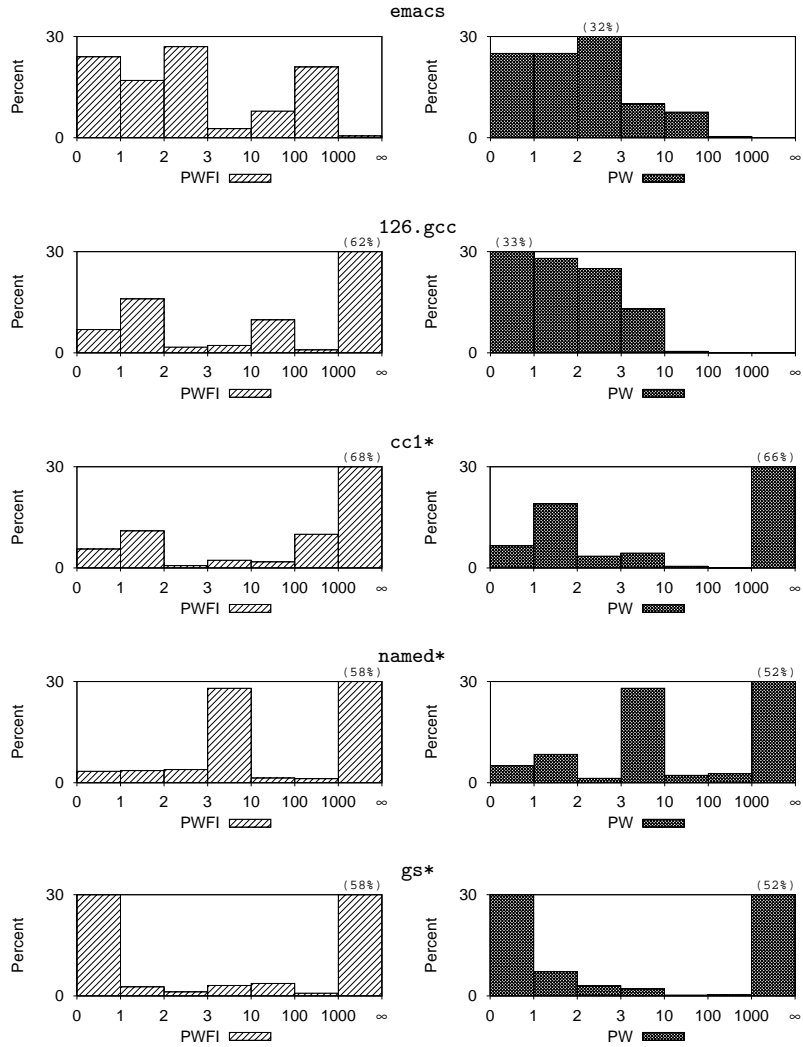 emacs
(32%)
30 30
Percent Percent
0 0
0 1 2 3 10 100 1000 ∞ 0 1 2 3 10 100 1000 ∞
PWFI PW
126.gcc
(62%) (33%)
30 30
Percent Percent
0 0
0 1 2 3 10 100 1000 ∞ 0 1 2 3 10 100 1000 ∞
PWFI PW
cc1*
(68%) (66%)
30 30
Percent Percent
0 0
0 1 2 3 10 100 1000 ∞ 0 1 2 3 10 100 1000 ∞
PWFI PW
named*
(58%) (52%)
30 30
Percent Percent
0 0
0 1 2 3 10 100 1000 ∞ 0 1 2 3 10 100 1000 ∞
PWFI PW
gs*
(58%) (52%)
30 30
Percent Percent
0 0
0 1 2 3 10 100 1000 ∞ 0 1 2 3 10 100 1000 ∞
PWFI PW